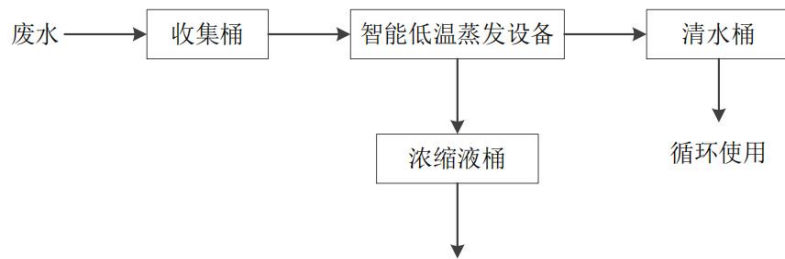 废水
收集桶
智能低温蒸发设备
清水桶
浓缩液桶
循环使用